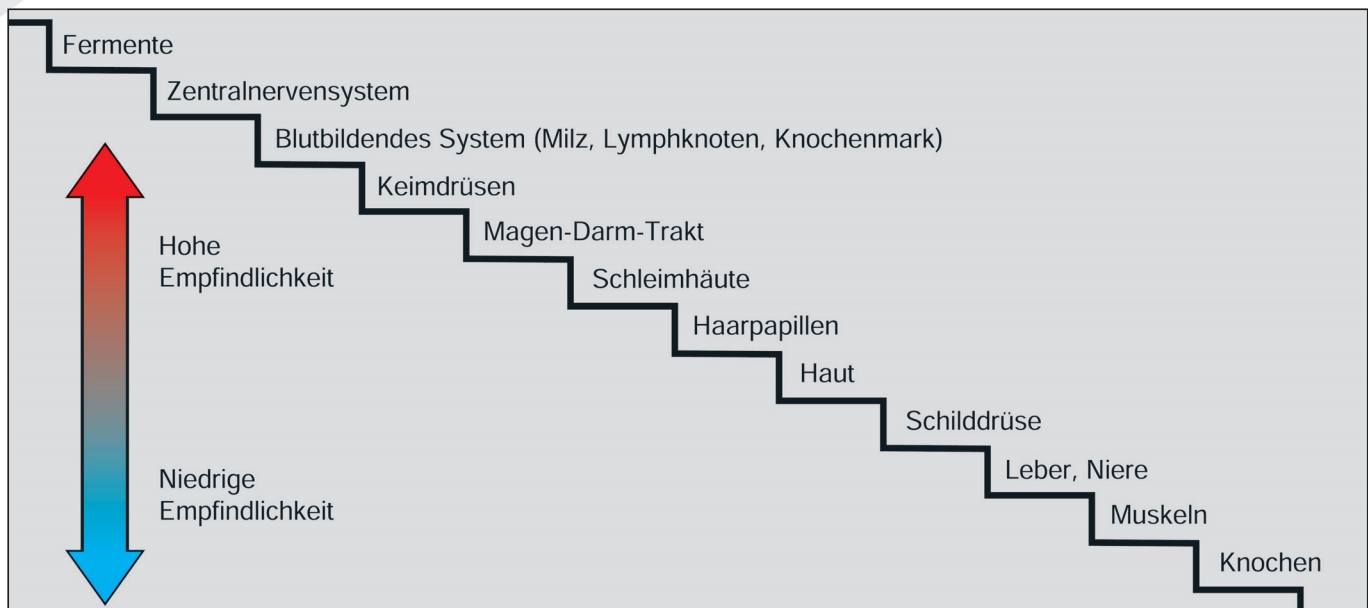 Fermente
Zentralnervensystem
Blutbildendes System (Milz, Lymphknoten, Knochenmark)
Keimdrüsen
Magen-Darm-Trakt
Hohe
Empfindlichkeit
Schleimhäute
Haarpapillen
Haut
Schilddrüse
Leber, Niere
Niedrige
Empfindlichkeit
Muskeln
Knochen